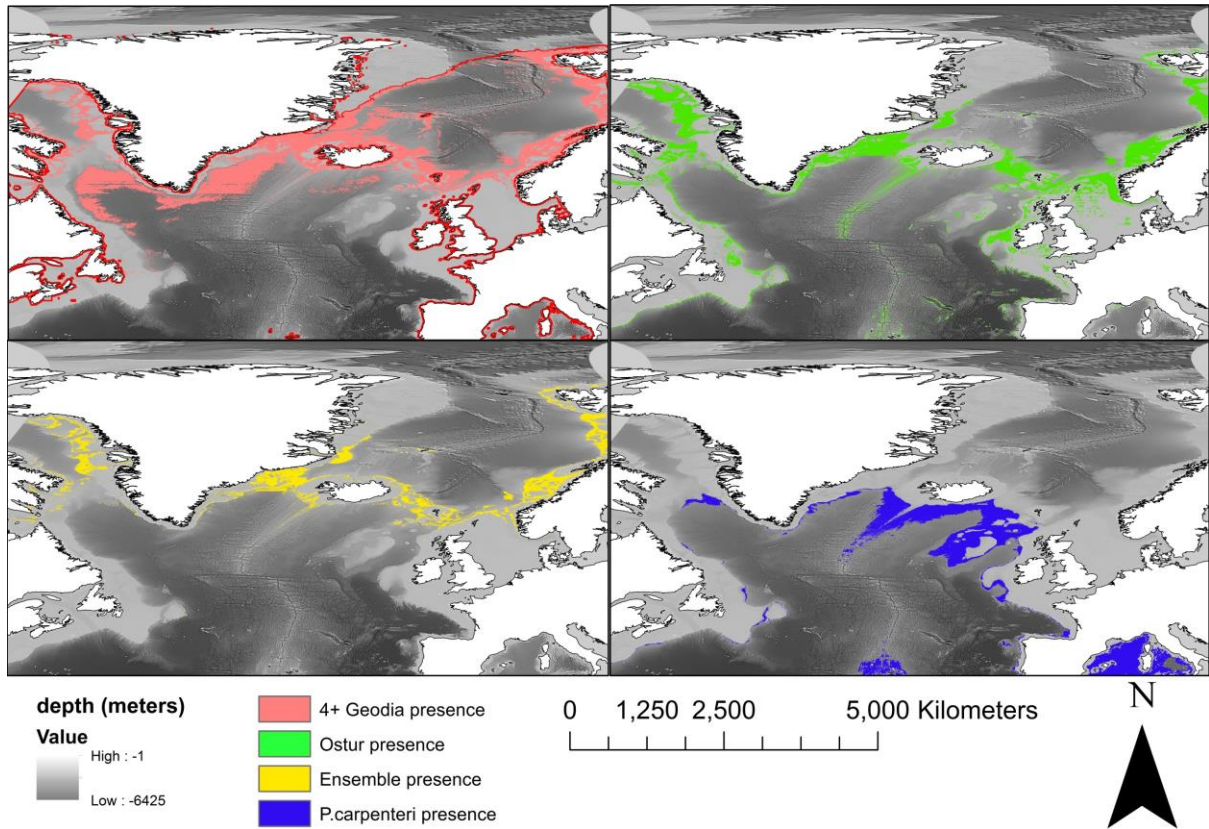 depth (meters)
Value
High : -1
Low : -6425
4+ Geodia presence
Ostur presence
Ensemble presence
P.carpenteri presence
0 1,250 2,500 5,000 Kilometers
N